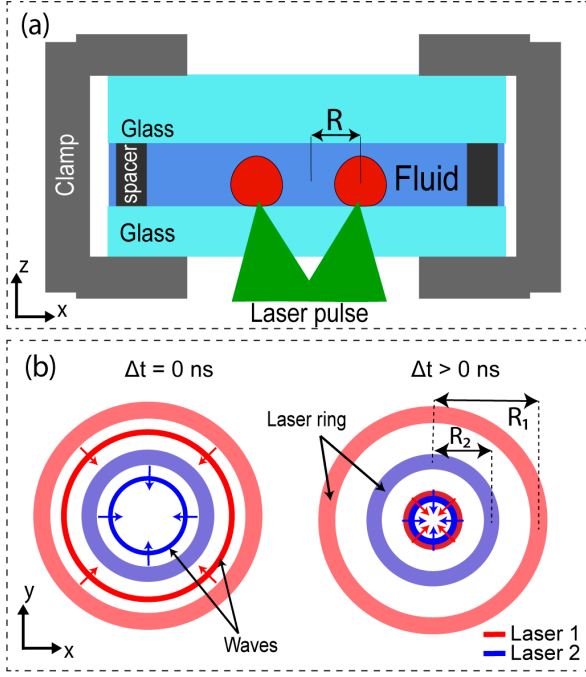 (a)
R
Glass
Clamp
spacer
Fluid
Glass
z
x
Laser pulse
(b)
Δt = 0 ns
Δt > 0 ns
Laser ring
R₁
R₂
y
x
Waves
Laser 1
Laser 2